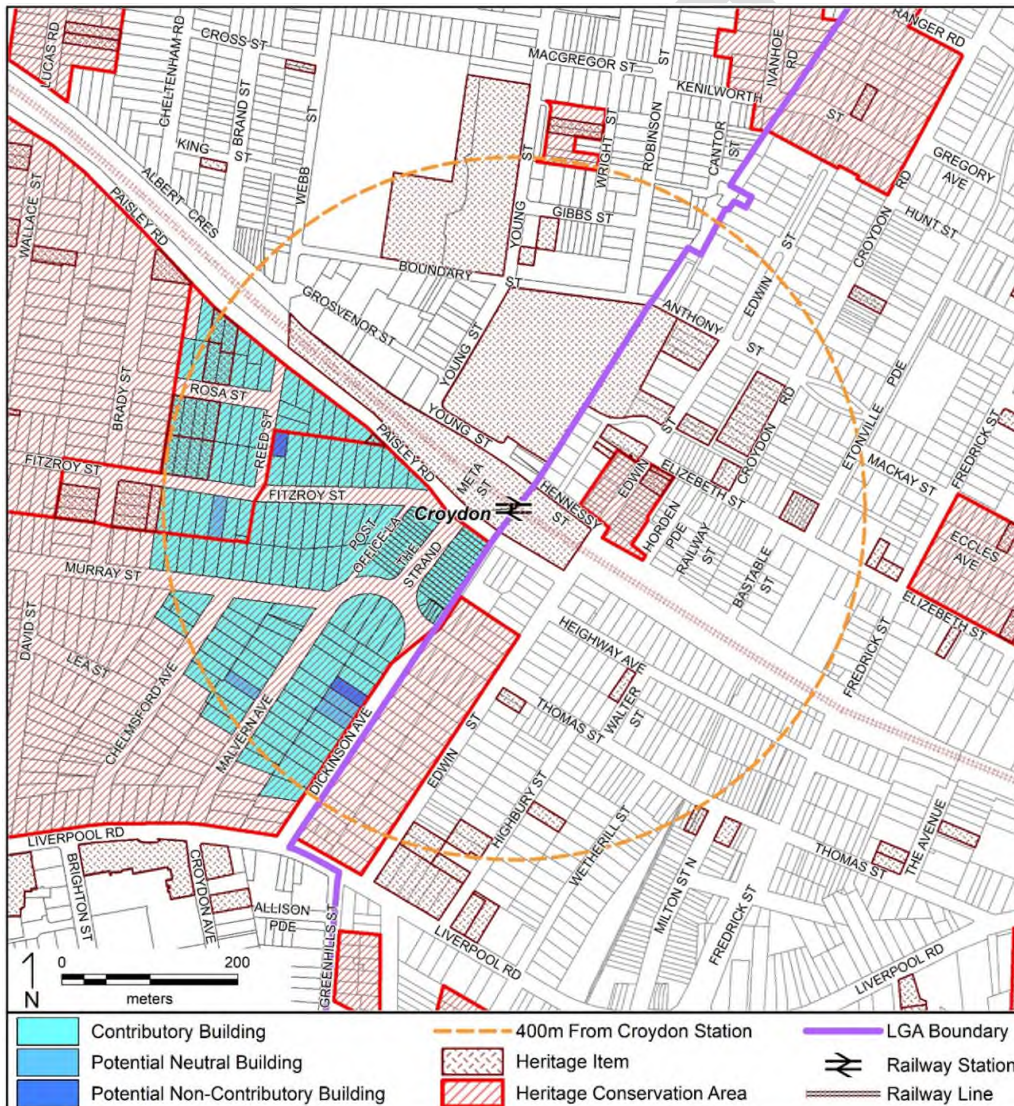 LUCAS RD
CHELTENHAM RD
CROSS ST
BRAND ST
KING ST
WEBB ST
MACGREGOR ST
ST
KENILWORTH ST
IVANHOE RD
RANGER RD
WRIGHT ST
ROBINSON
CANTOR ST
GREGORY AVE
HUNT ST
CROYDON RD
WALLACE ST
PAISLEY RD
ALBERT CRES
YOUNG ST
GIBBS ST
BOUNDARY ST
GROSVENOR ST
YOUNG ST
ANTHONY ST
EDWIN ST
ETONVILLE PDE
FREDRICK ST
MACKAY ST
BRADY ST
ROSA ST
REED ST
PAISLEY RD
YOUNG ST
META ST
CROYDON RD
FITZROY ST
FITZROY ST
Croydon
HENNESSY ST
EDWIN ST
ELIZEBETH ST
HORDEN PDE
RAILWAY ST
BASTABLE ST
ECCLES AVE
ELIZEBETH ST
POST OFFICE LA
THE STRAND
MURRAY ST
DAVID ST
LEA ST
CHELMSFORD AVE
MALVERN AVE
DICKINSON AVE
EDWIN ST
HEIGHWAY AVE
THOMAS ST
WALTER ST
FREDRICK ST
HIGHBURY ST
WETHERILL ST
MILTON ST N
FREDRICK ST
THOMAS ST
THE AVENUE
LIVERPOOL RD
BRIGHTON ST
CROYDON AVE
ALLISON PDE
GREENHILLS ST
LIVERPOOL RD
LIVERPOOL RD
N
0 200
meters
Contributory Building
Potential Neutral Building
Potential Non-Contributory Building
400m From Croydon Station
Heritage Item
Heritage Conservation Area
LGA Boundary
Railway Station
Railway Line